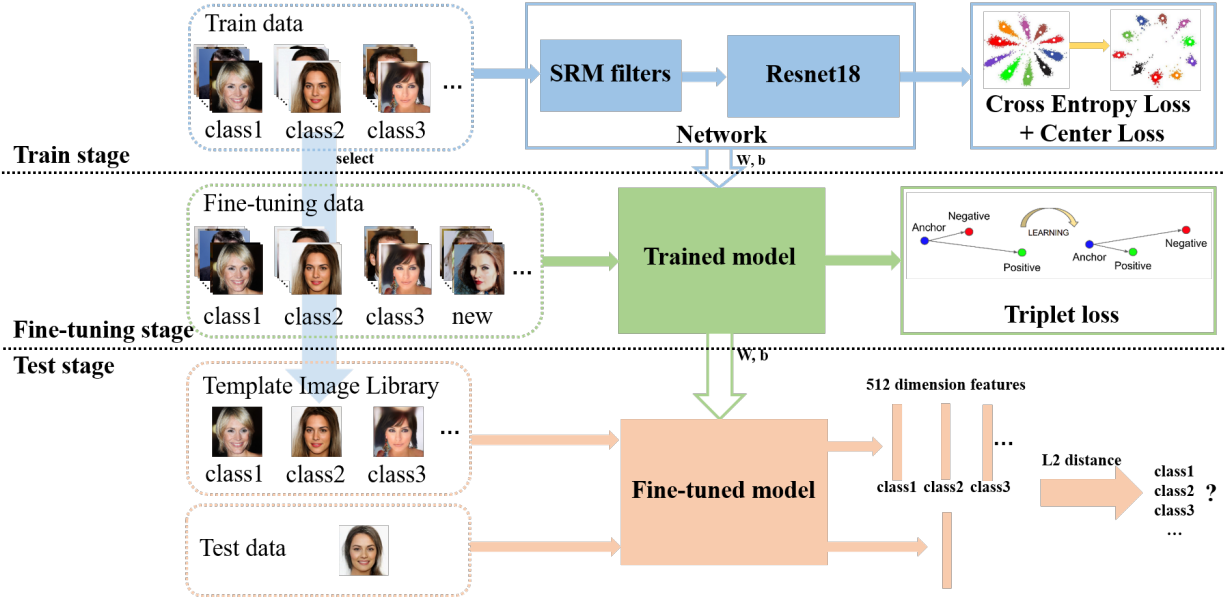 Train data
class1
class2
class3
...
SRM filters
Resnet18
Network
Cross Entropy Loss
+ Center Loss
Train stage
select
W, b
Fine-tuning data
class1
class2
class3
new
...
Trained model
Anchor
Negative
Positive
LEARNING
Anchor
Positive
Negative
Triplet loss
Fine-tuning stage
Test stage
W, b
Template Image Library
class1
class2
class3
...
Fine-tuned model
512 dimension features
...
class1
class2
class3
L2 distance
class1
class2
class3
...
?
Test data